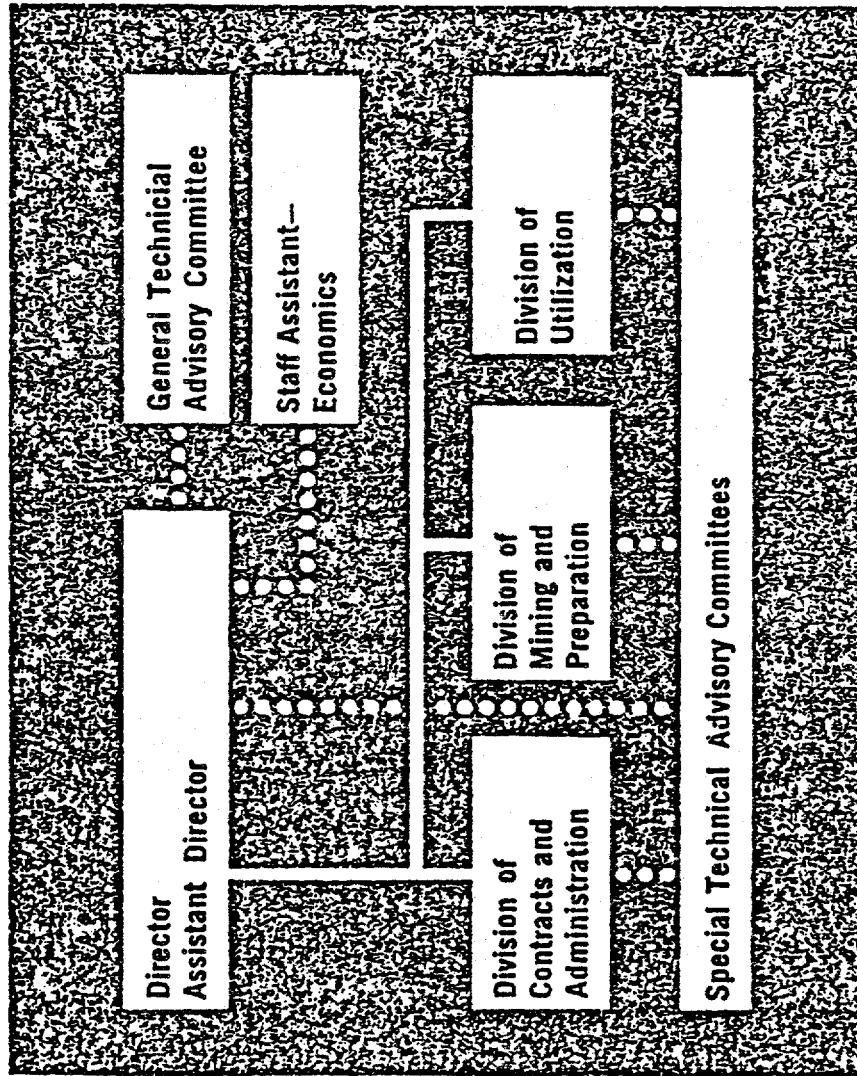 Director
Assistant Director
General Technicial
Advisory Committee
Staff Assistant—
Economics
Division of
Contracts and
Administration
Division of
Mining and
Preparation
Division of
Utilization
Special Technical Advisory Committees